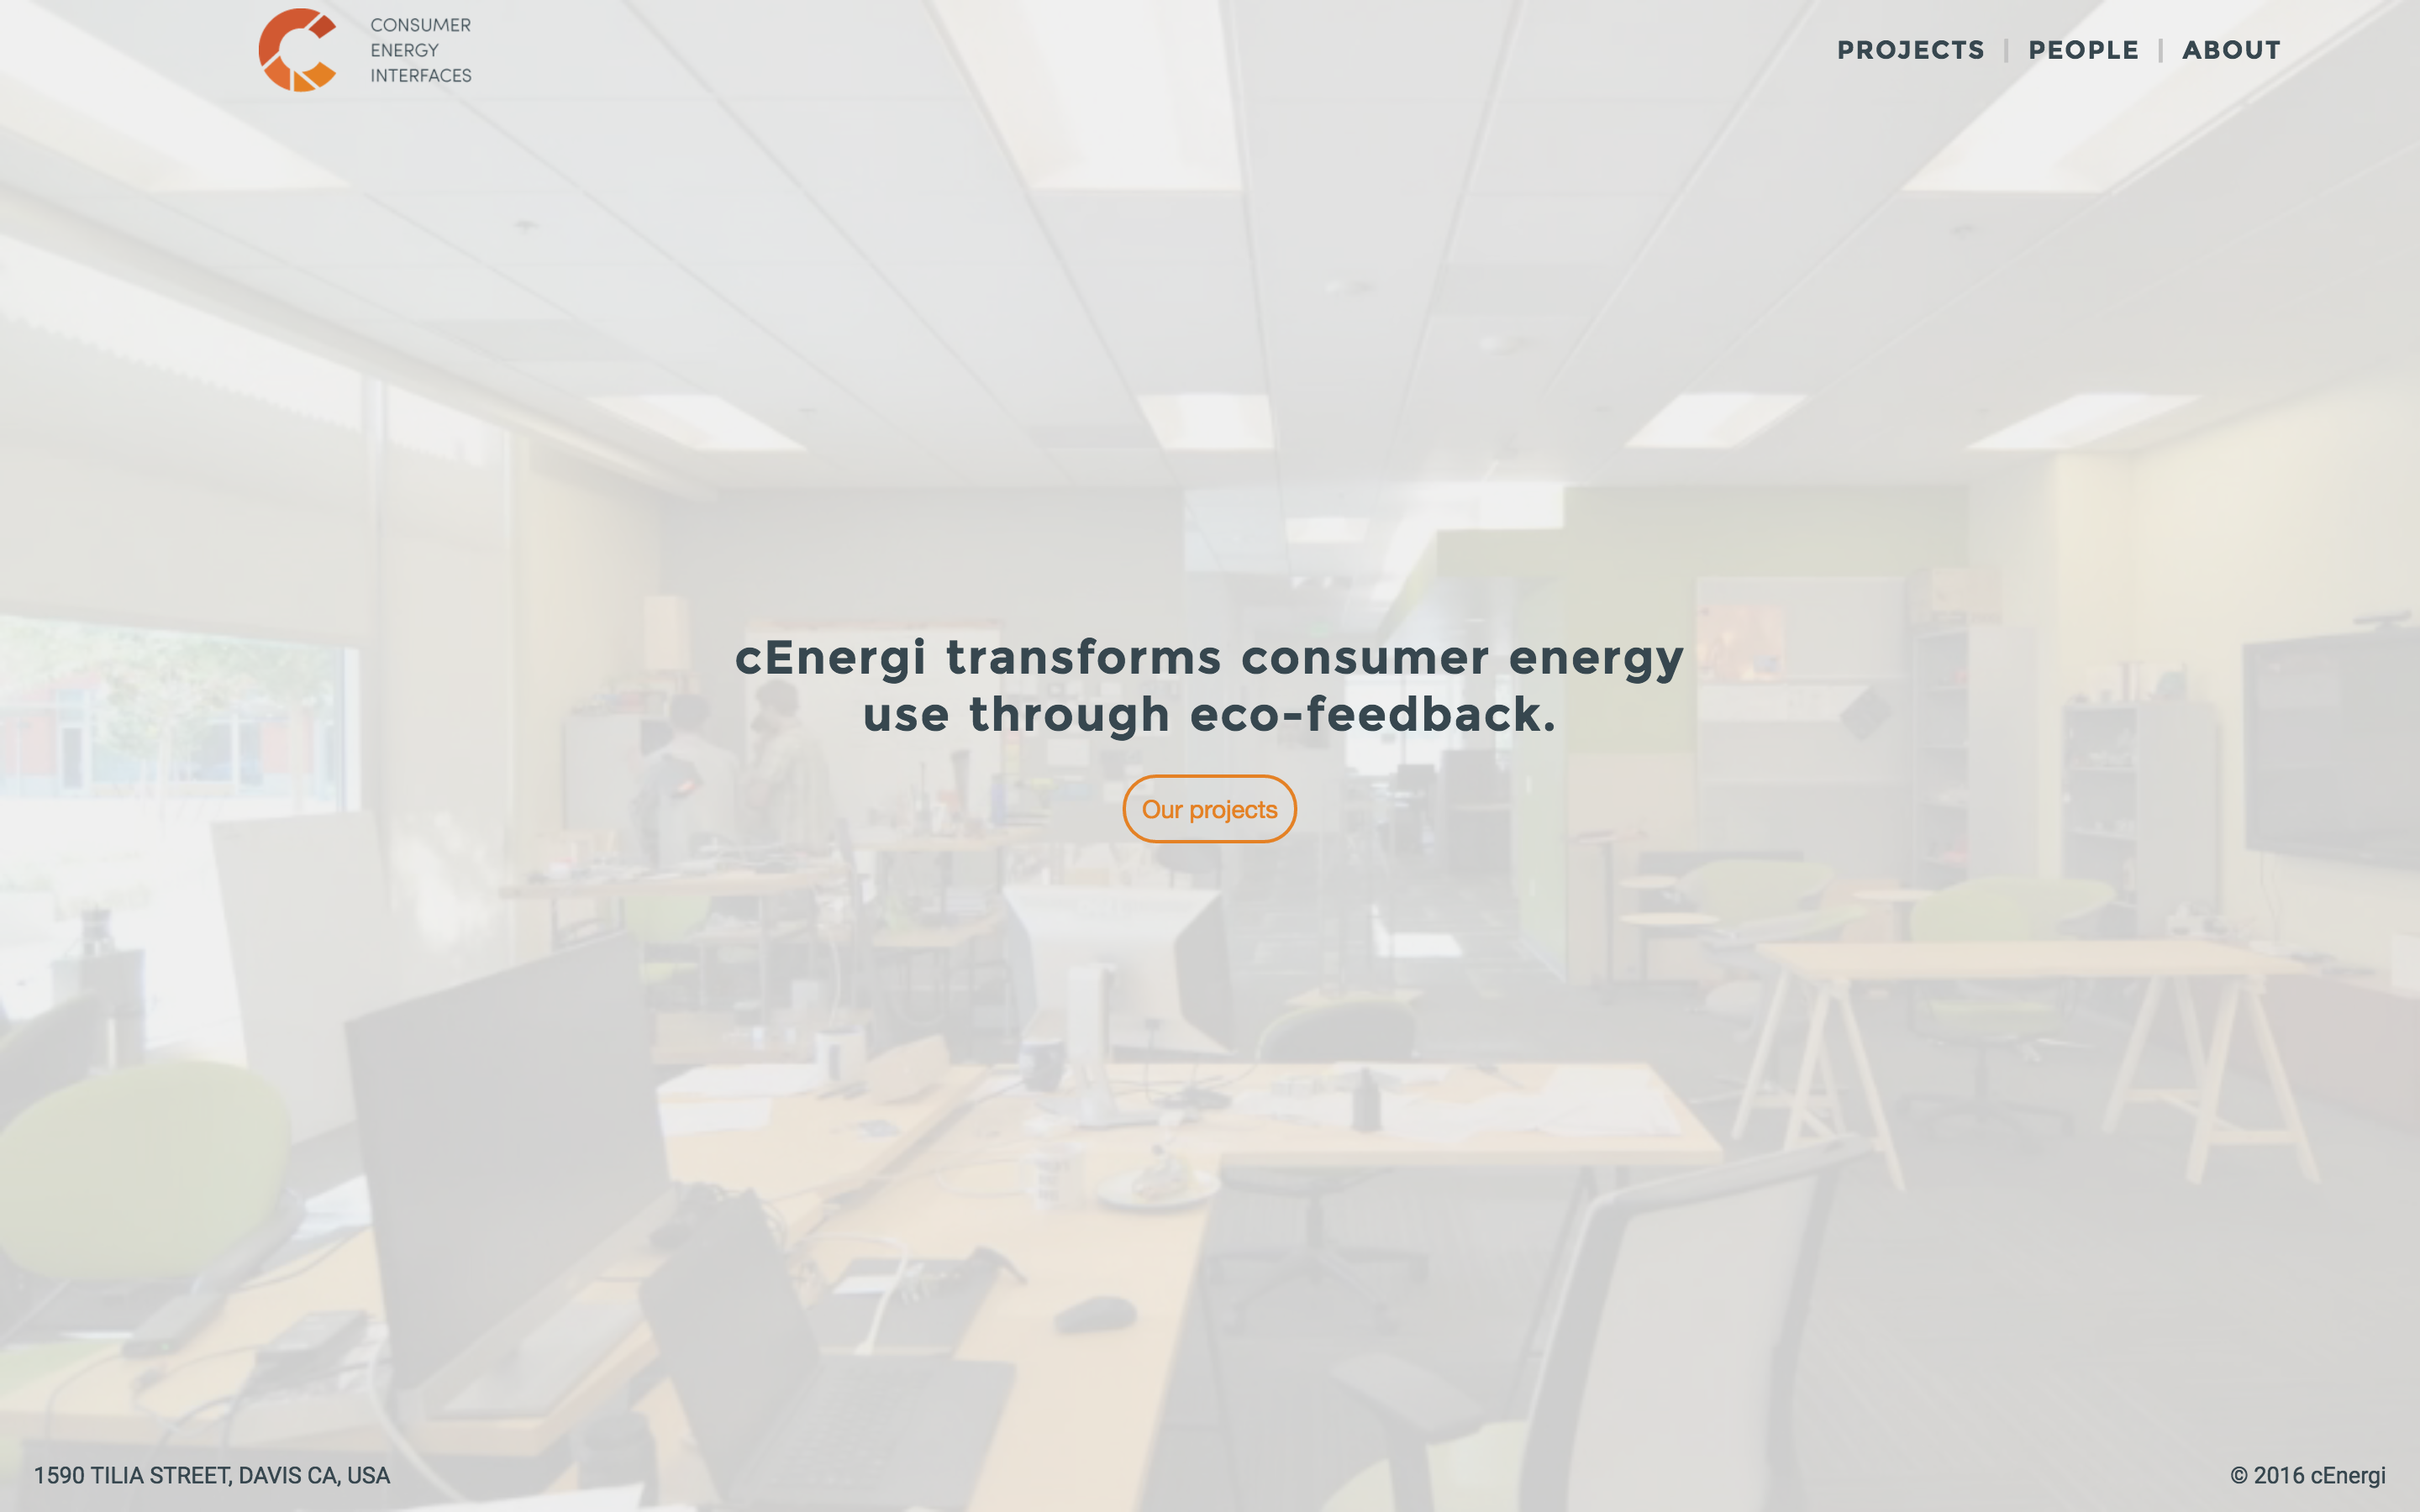 CONSUMER
ENERGY
INTERFACES
PROJECTS | PEOPLE | ABOUT
cEnergi transforms consumer energy
use through eco-feedback.
Our projects
1590 TILIA STREET, DAVIS CA, USA
© 2016 cEnergi